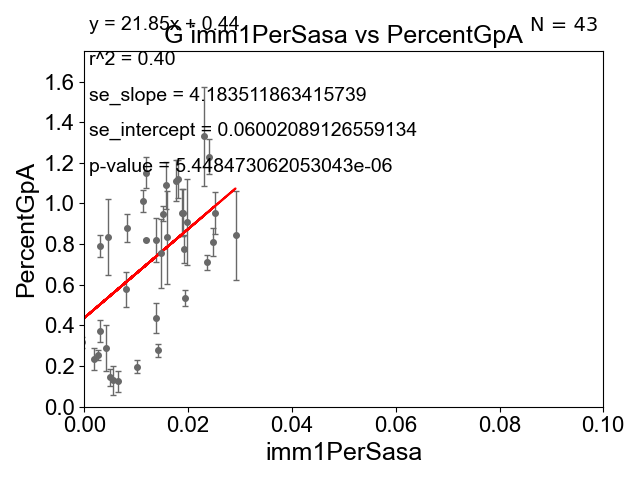 y = 21.85x + 0.44
N = 43
G imm1PerSasa vs PercentGpA
r^2 = 0.40
se_slope = 4.183511863415739
se_intercept = 0.06002089126559134
p-value = 5.448473062053043e-06
PercentGpA
1.6
1.4
1.2
1.0
0.8
0.6
0.4
0.2
0.0
0.00 0.02 0.04 0.06 0.08 0.10
imm1PerSasa